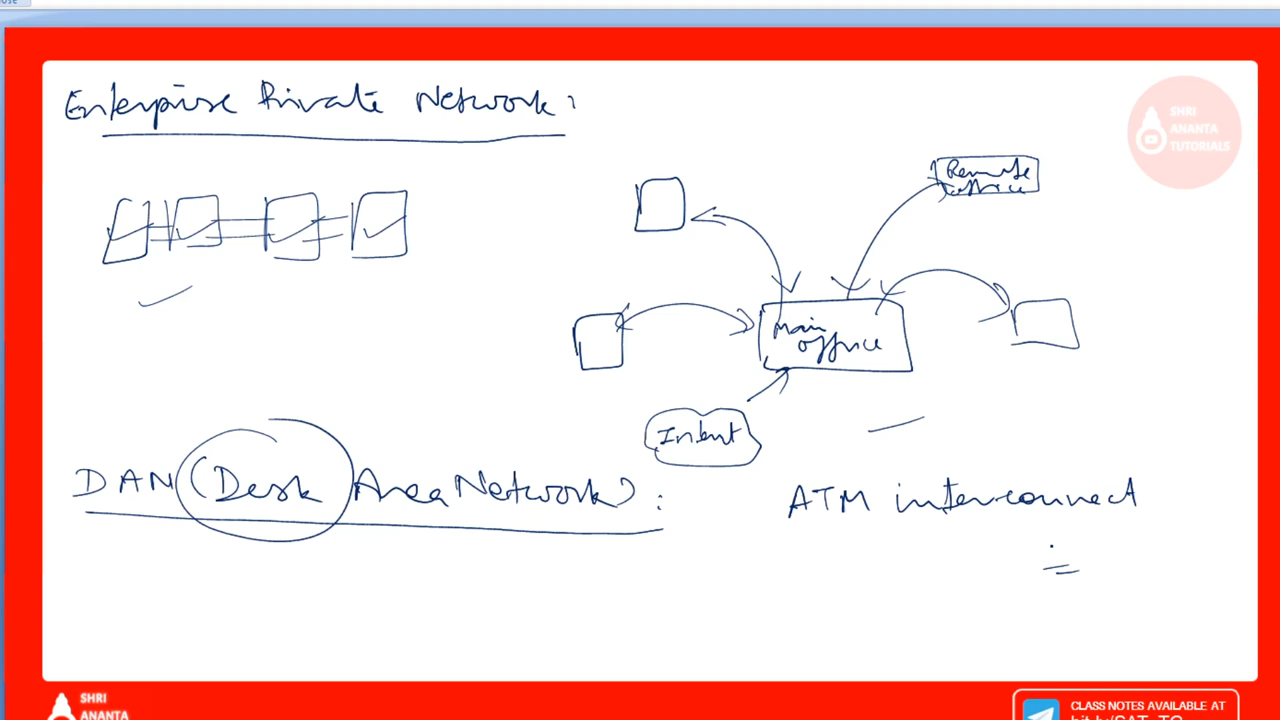 Enterprise Private Network:
SHRI
ANANTA
TUTORIALS
Remote
office
Main
office
DAN (Desk Area Network):
ATM interconnect
SHRI
ANANTA
CLASS NOTES AVAILABLE AT